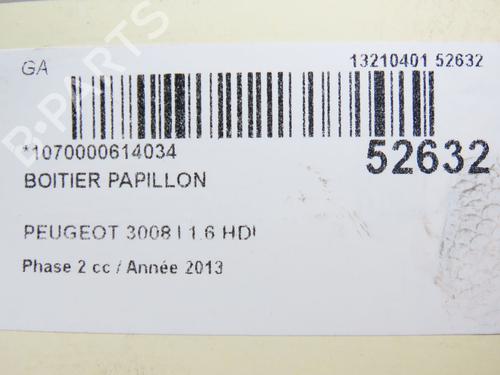 GA
13210401 52632
*1070000614034
52632
BOITIER PAPILLON
PEUGEOT 3008 I 1.6 HDI
Phase 2 cc / Année 2013
B-PARTS